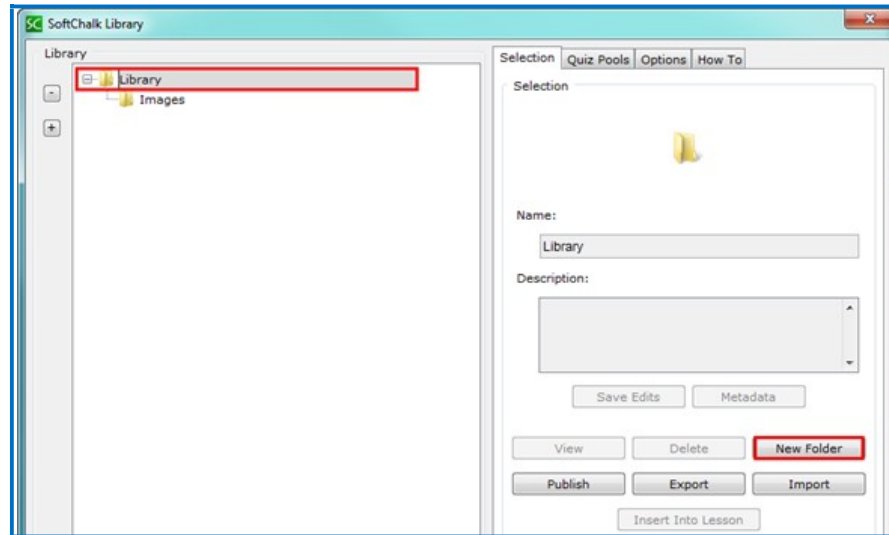 SC SoftChalk Library x
Library
- Library
Images
-
+
Selection Quiz Pools Options How To
Selection
Name:
Library
Description:
Save Edits Metadata
View Delete New Folder
Publish Export Import
Insert Into Lesson